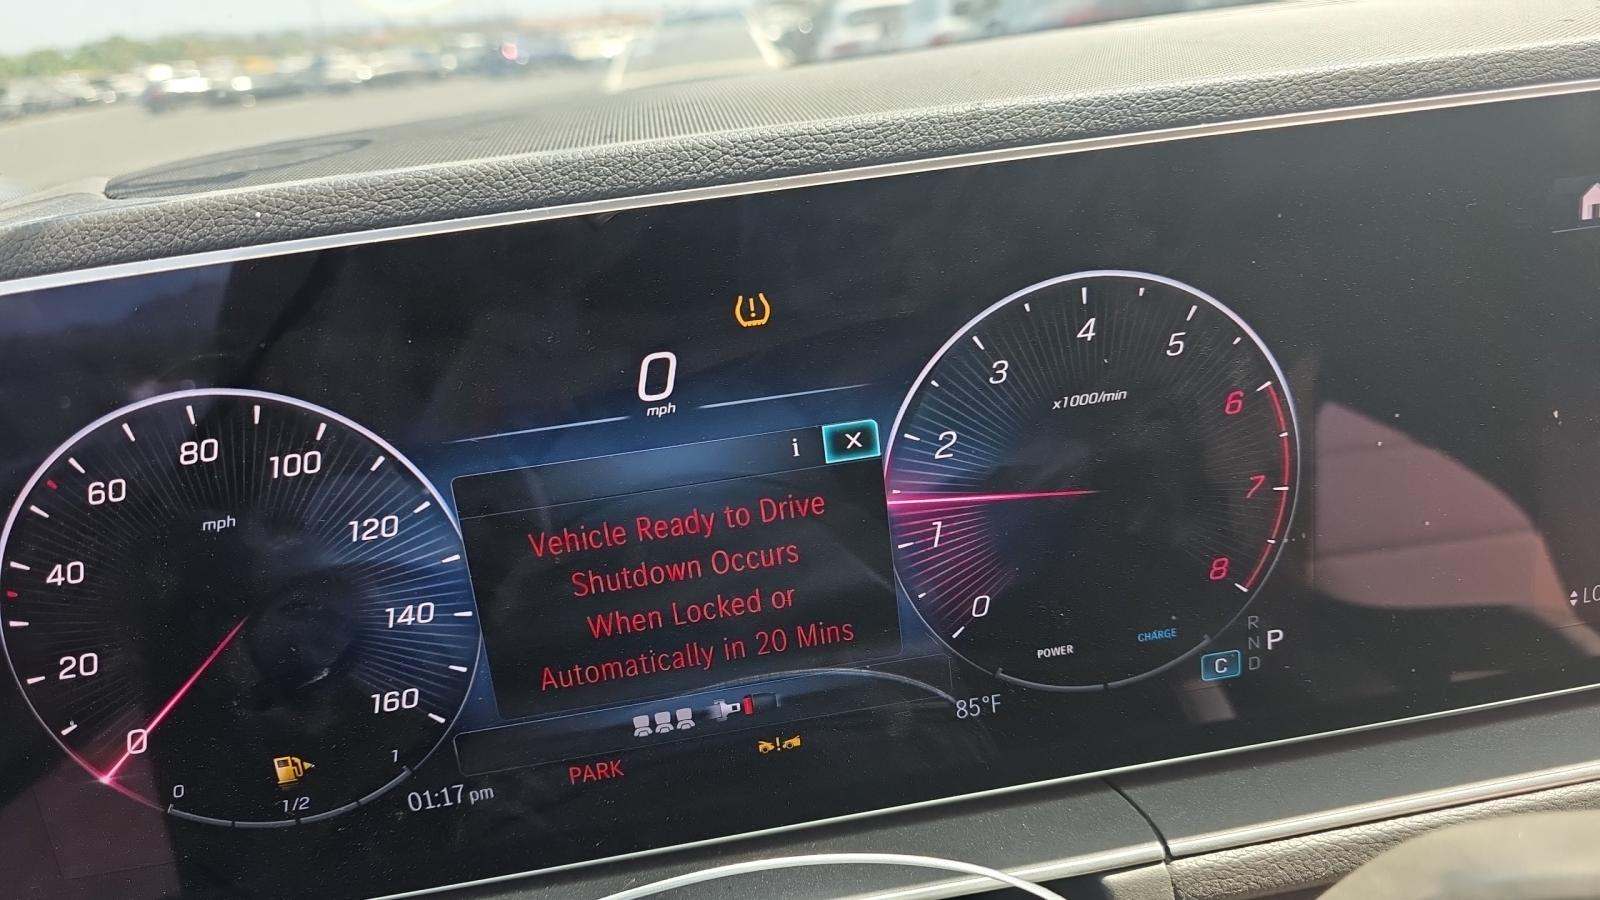 0
mph
i X
Vehicle Ready to Drive
Shutdown Occurs
When Locked or
Automatically in 20 Mins
0
20
40
60
80
100
120
140
160
mph
0
1/2
1
01:17 pm
PARK
85°F
0
1
2
3
4
5
6
7
8
x1000/min
POWER
CHARGE
R
N P
C D
LO